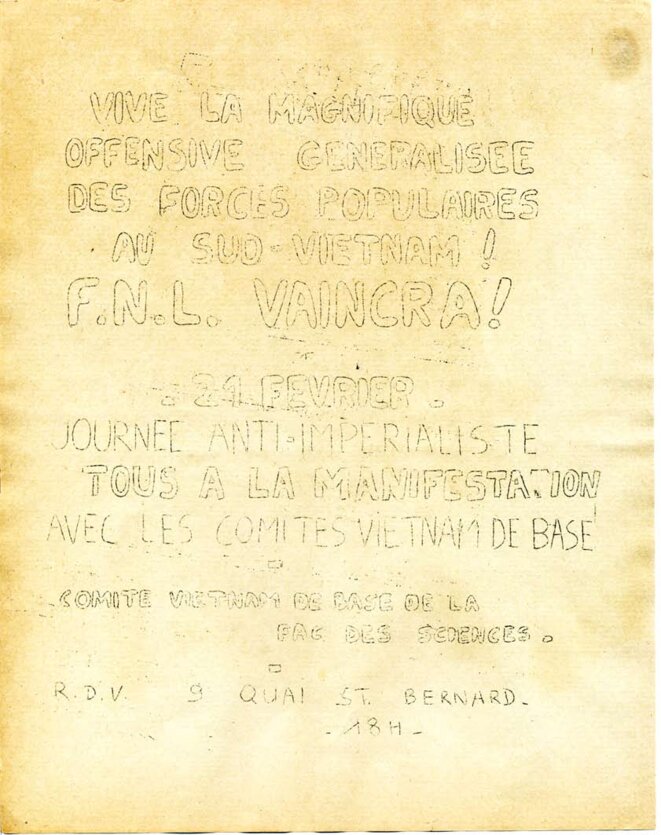 VIVE LA MAGNIFIQUE
OFFENSIVE GENERALISEE
DES FORCES POPULAIRES
AU SUD-VIETNAM !
F.N.L. VAINCRA!
. 21 FEVRIER .
JOURNEE ANTI-IMPERIALISTE
TOUS A LA MANIFESTATION
AVEC LES COMITES VIETNAM DE BASE
COMITE VIETNAM DE BASE DE LA
FAC DES SCIENCES .
R.D.V. 9 QUAI ST. BERNARD.
- 18H -